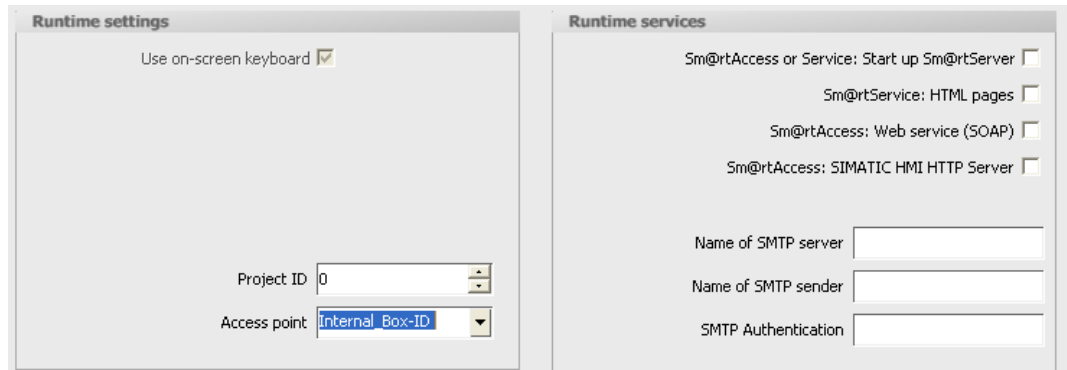 Runtime settings
Use on-screen keyboard
Project ID 0
Access point Internal_Box-ID
Runtime services
Sm@rtAccess or Service: Start up Sm@rtServer
Sm@rtService: HTML pages
Sm@rtAccess: Web service (SOAP)
Sm@rtAccess: SIMATIC HMI HTTP Server
Name of SMTP server
Name of SMTP sender
SMTP Authentication